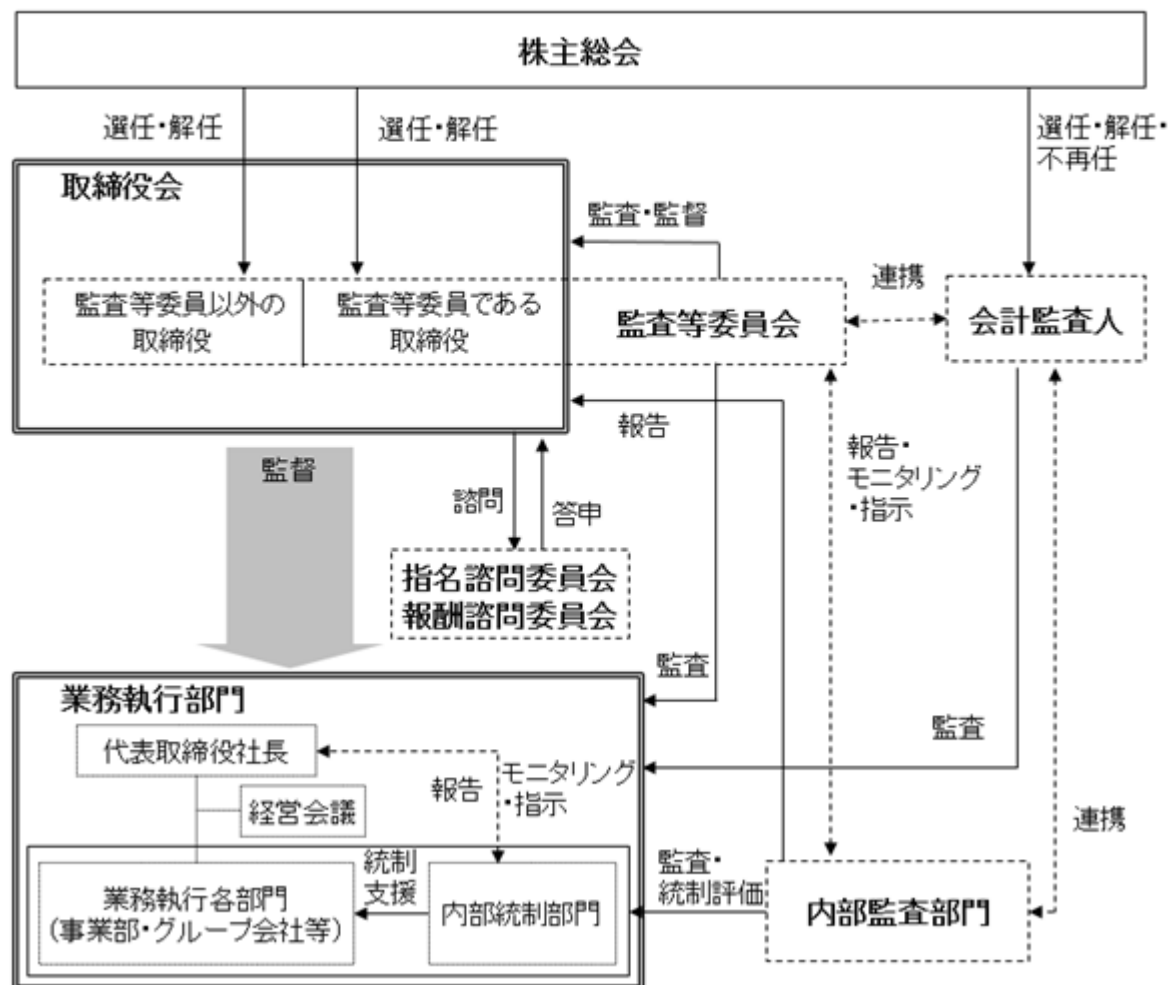 株主総会
選任・解任
選任・解任
選任・解任・
不再任
取締役会
監査・監督
連携
監査等委員以外の
取締役
監査等委員である
取締役
監査等委員会
会計監査人
報告
報告・
モニタリング
・指示
監督
諮問
答申
指名諮問委員会
報酬諮問委員会
監査
監査
業務執行部門
代表取締役社長
報告
モニタリング
・指示
経営会議
連携
統制
支援
監査・
統制評価
業務執行各部門
（事業部・グループ会社等）
内部統制部門
内部監査部門